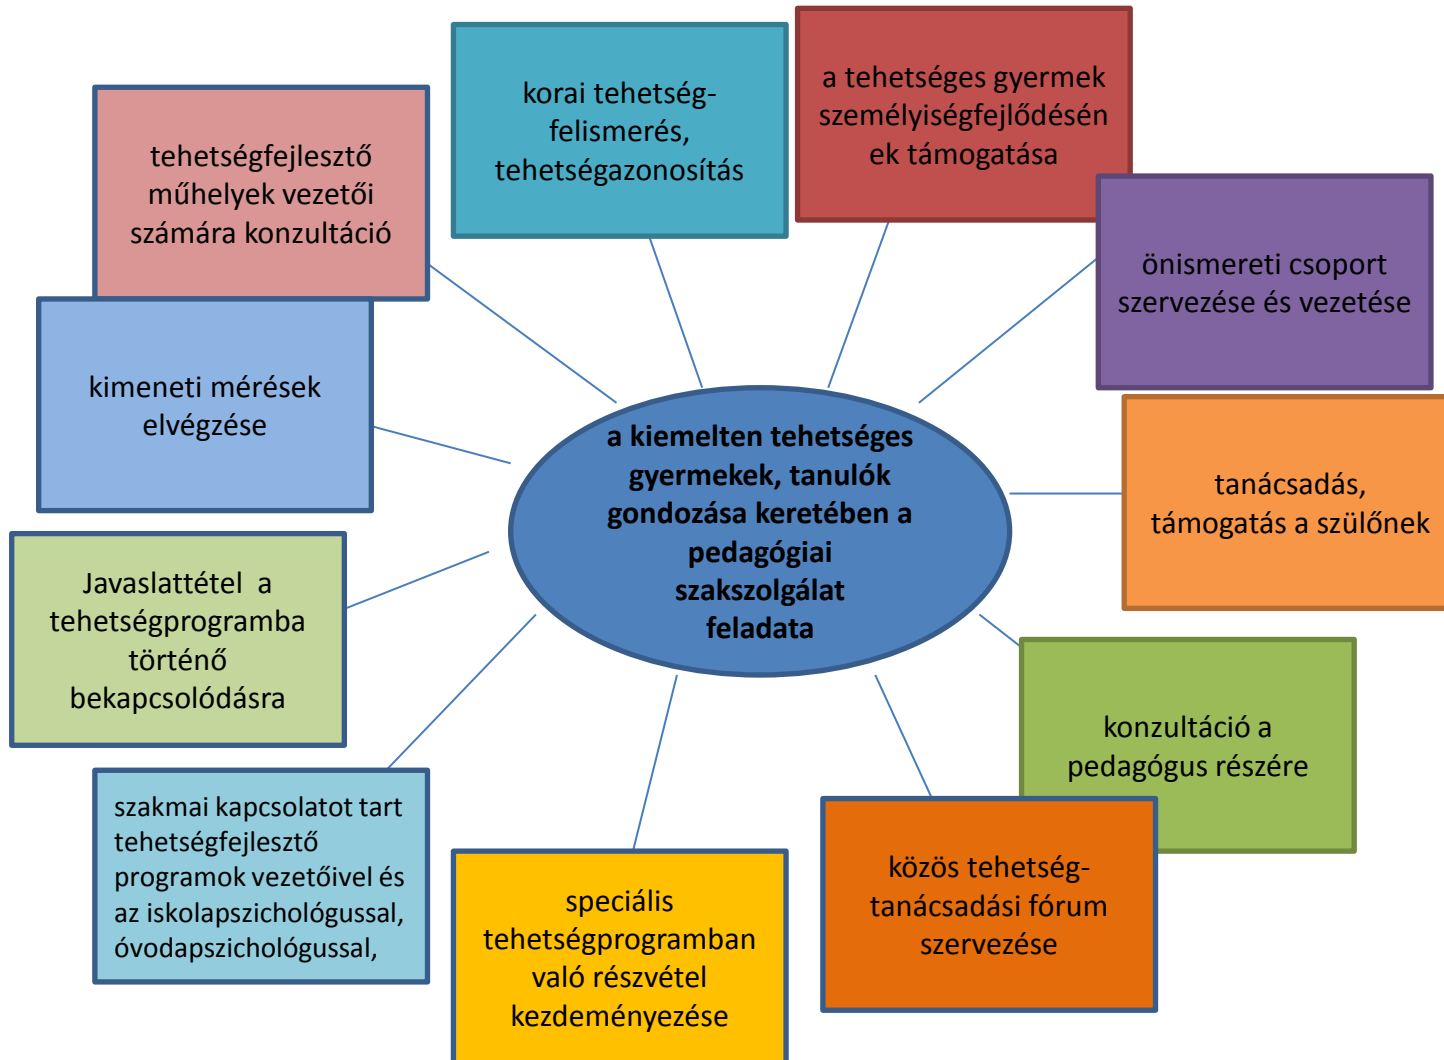 korai tehetség-
felismerés,
tehetségazonosítás
a tehetséges gyermek
személyiségfejlődésén
ek támogatása
önismereti csoport
szervezése és vezetése
tanácsadás,
támogatás a szülőnek
konzultáció a
pedagógus részére
közös tehetség-
tanácsadási fórum
szervezése
speciális
tehetségprogramban
való részvétel
kezdeményezése
szakmai kapcsolatot tart
tehetségfejlesztő
programok vezetőivel és
az iskolapszichológussal,
óvodapszichológussal,
Javaslattétel  a
tehetségprogramba
történő
bekapcsolódásra
kimeneti mérések
elvégzése
tehetségfejlesztő
műhelyek vezetői
számára konzultáció
a kiemelten tehetséges
gyermekek, tanulók
gondozása keretében a
pedagógiai
szakszolgálat
feladata